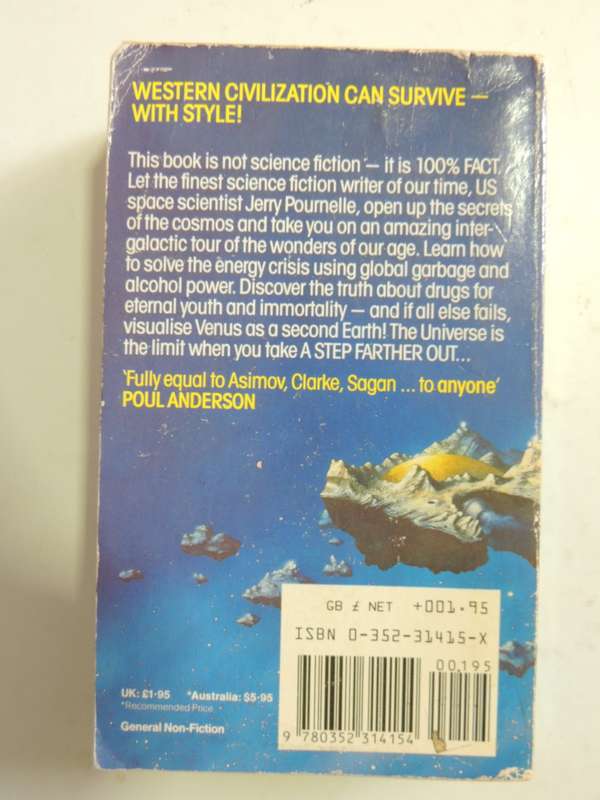 WESTERN CIVILIZATION CAN SURVIVE —
WITH STYLE!
This book is not science fiction — it is 100% FACT.
Let the finest science fiction writer of our time, US
space scientist Jerry Pournelle, open up the secrets
of the cosmos and take you on an amazing inter-
galactic tour of the wonders of our age. Learn how
to solve the energy crisis using global garbage and
alcohol power. Discover the truth about drugs for
eternal youth and immortality — and if all else fails,
visualise Venus as a second Earth! The Universe is
the limit when you take A STEP FARTHER OUT...
'Fully equal to Asimov, Clarke, Sagan ... to anyone'
POUL ANDERSON
GB £ NET +001.95
ISBN 0-352-31415-X
00195
UK: £1·95 *Australia: $5·95
*Recommended Price
General Non-Fiction
9 780352 314154